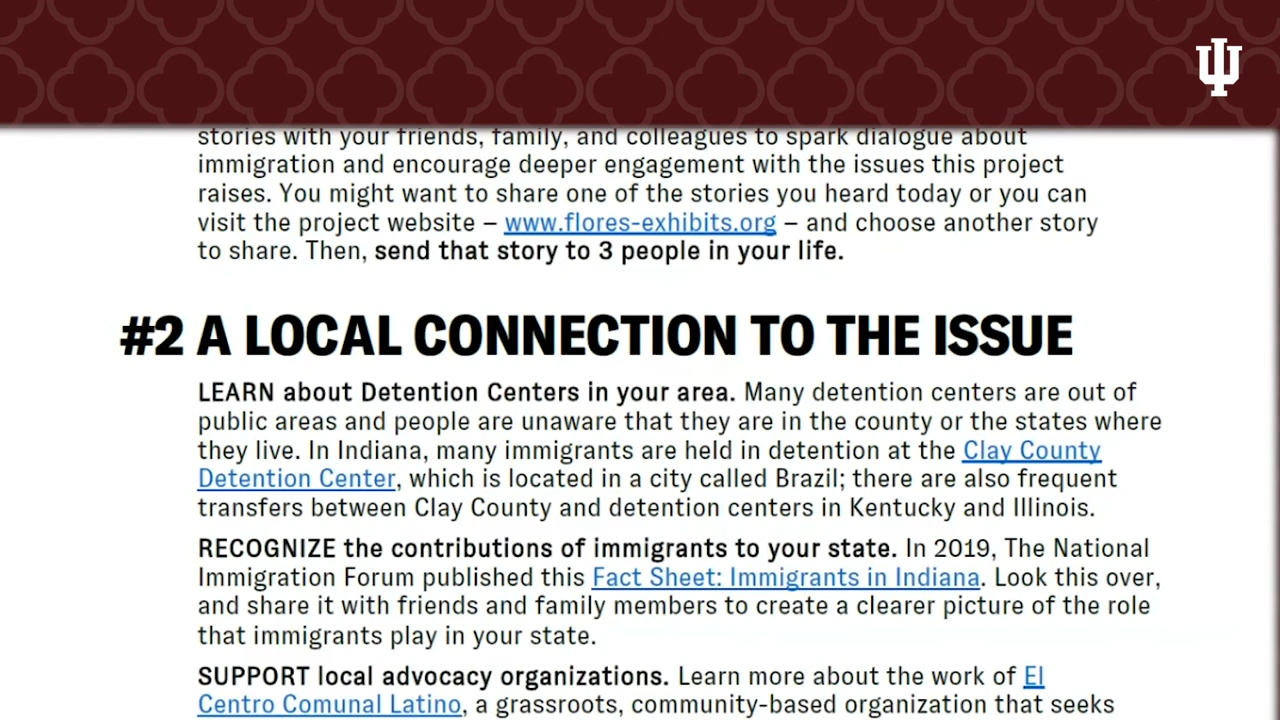 stories with your friends, family, and colleagues to spark dialogue about
immigration and encourage deeper engagement with the issues this project
raises. You might want to share one of the stories you heard today or you can
visit the project website – www.flores-exhibits.org – and choose another story
to share. Then, send that story to 3 people in your life.
#2 A LOCAL CONNECTION TO THE ISSUE
LEARN about Detention Centers in your area. Many detention centers are out of
public areas and people are unaware that they are in the county or the states where
they live. In Indiana, many immigrants are held in detention at the Clay County
Detention Center, which is located in a city called Brazil; there are also frequent
transfers between Clay County and detention centers in Kentucky and Illinois.
RECOGNIZE the contributions of immigrants to your state. In 2019, The National
Immigration Forum published this Fact Sheet: Immigrants in Indiana. Look this over,
and share it with friends and family members to create a clearer picture of the role
that immigrants play in your state.
SUPPORT local advocacy organizations. Learn more about the work of El
Centro Comunal Latino, a grassroots, community-based organization that seeks